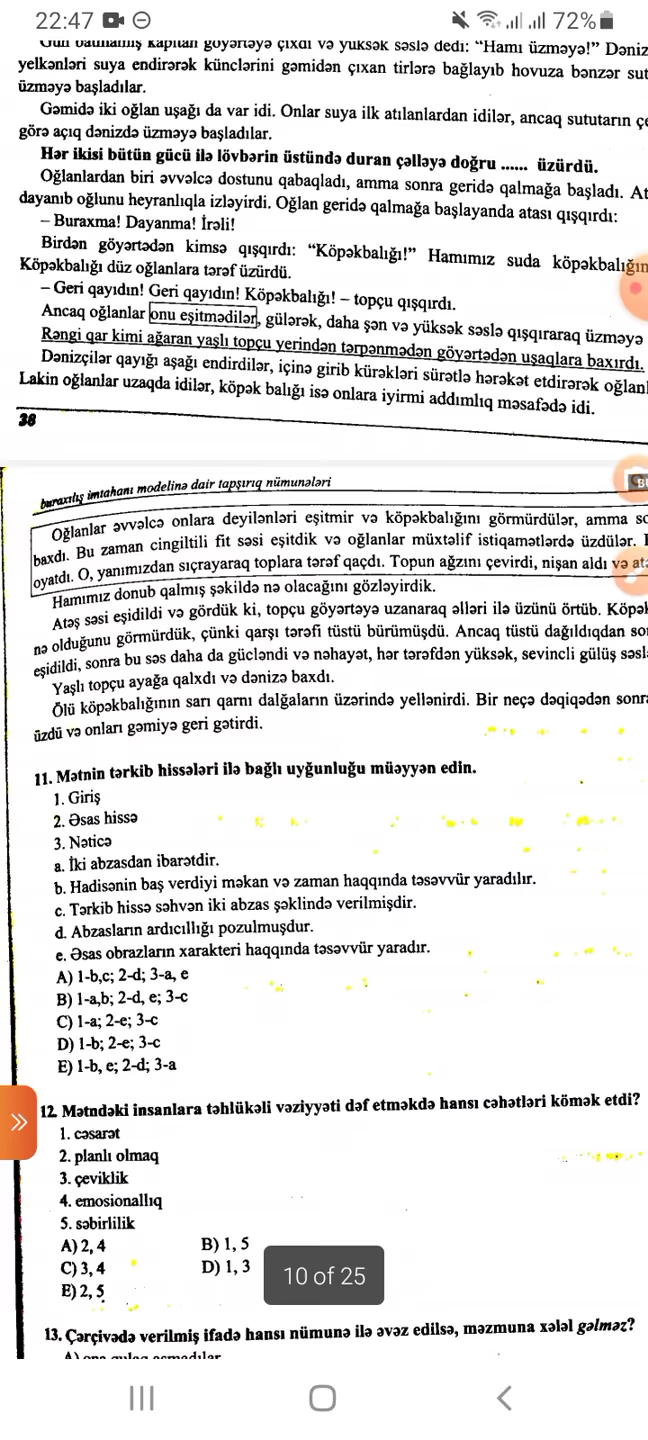 22:47
72%
kapitan göyərtəyə çıxdı və yüksək səslə dedi: “Hamı üzməyə!” Dəniz
yelkənləri suya endirərək künclərini gəmidən çıxan tirlərə bağlayıb hovuza bənzər sut
üzməyə başladılar.
Gəmidə iki oğlan uşağı da var idi. Onlar suya ilk atılanlardan idilər, ancaq sututarın çə
görə açıq dənizdə üzməyə başladılar.
Hər ikisi bütün gücü ilə lövbərin üstündə duran çəlləyə doğru ...... üzürdü.
Oğlanlardan biri əvvəlcə dostunu qabaqladı, amma sonra geridə qalmağa başladı. At
dayanıb oğlunu heyranlıqla izləyirdi. Oğlan geridə qalmağa başlayanda atası qışqırdı:
– Buraxma! Dayanma! İrəli!
Birdən göyərtədən kimsə qışqırdı: “Köpəkbalığı!” Hamımız suda köpəkbalığın
Köpəkbalığı düz oğlanlara tərəf üzürdü.
– Geri qayıdın! Geri qayıdın! Köpəkbalığı! – topçu qışqırdı.
Ancaq oğlanlar onu eşitmədilər, gülərək, daha şən və yüksək səslə qışqıraraq üzməyə
Rəngi qar kimi ağaran yaşlı topçu yerindən tərpənmədən göyərtədən uşaqlara baxırdı.
Dənizçilər qayığı aşağı endirdilər, içinə girib kürəkləri sürətlə hərəkət etdirərək oğlanl
Lakin oğlanlar uzaqda idilər, köpək balığı isə onlara iyirmi addımlıq məsafədə idi.
38
buraxılış imtahanı modelinə dair tapşırıq nümunələri
Oğlanlar əvvəlcə onlara deyilənləri eşitmir və köpəkbalığını görmürdülər, amma sc
baxdı. Bu zaman cingiltili fit səsi eşitdik və oğlanlar müxtəlif istiqamətlərdə üzdülər.
oyatdı. O, yanımızdan sıçrayaraq toplara tərəf qaçdı. Topun ağzını çevirdi, nişan aldı və atə
Hamımız donub qalmış şəkildə nə olacağını gözləyirdik.
Atəş səsi eşidildi və gördük ki, topçu göyərtəyə uzanaraq əlləri ilə üzünü örtüb. Köpəl
nə olduğunu görmürdük, çünki qarşı tərəfi tüstü bürümüşdü. Ancaq tüstü dağıldıqdan so
eşidildi, sonra bu səs daha da gücləndi və nəhayət, hər tərəfdən yüksək, sevincli gülüş səsl
Yaşlı topçu ayağa qalxdı və dənizə baxdı.
Ölü köpəkbalığının sarı qarnı dalğaların üzərində yellənirdi. Bir neçə dəqiqədən sonra
üzdü və onları gəmiyə geri gətirdi.
11. Mətnin tərkib hissələri ilə bağlı uyğunluğu müəyyən edin.
1. Giriş
2. Əsas hissə
3. Nəticə
a. İki abzasdan ibarətdir.
b. Hadisənin baş verdiyi məkan və zaman haqqında təsəvvür yaradılır.
c. Tərkib hissə səhvən iki abzas şəklində verilmişdir.
d. Abzasların ardıcıllığı pozulmuşdur.
e. Əsas obrazların xarakteri haqqında təsəvvür yaradır.
A) 1-b,c; 2-d; 3-a, e
B) 1-a,b; 2-d, e; 3-c
C) 1-a; 2-e; 3-c
D) 1-b; 2-e; 3-c
E) 1-b, e; 2-d; 3-a
12. Mətndəki insanlara təhlükəli vəziyyəti dəf etməkdə hansı cəhətləri kömək etdi?
1. cəsarət
2. planlı olmaq
3. çeviklik
4. emosionallıq
5. səbirlilik
A) 2, 4
B) 1, 5
C) 3, 4
D) 1, 3
E) 2, 5
10 of 25
13. Çərçivədə verilmiş ifadə hansı nümunə ilə əvəz edilsə, məzmuna xələl gəlməz?